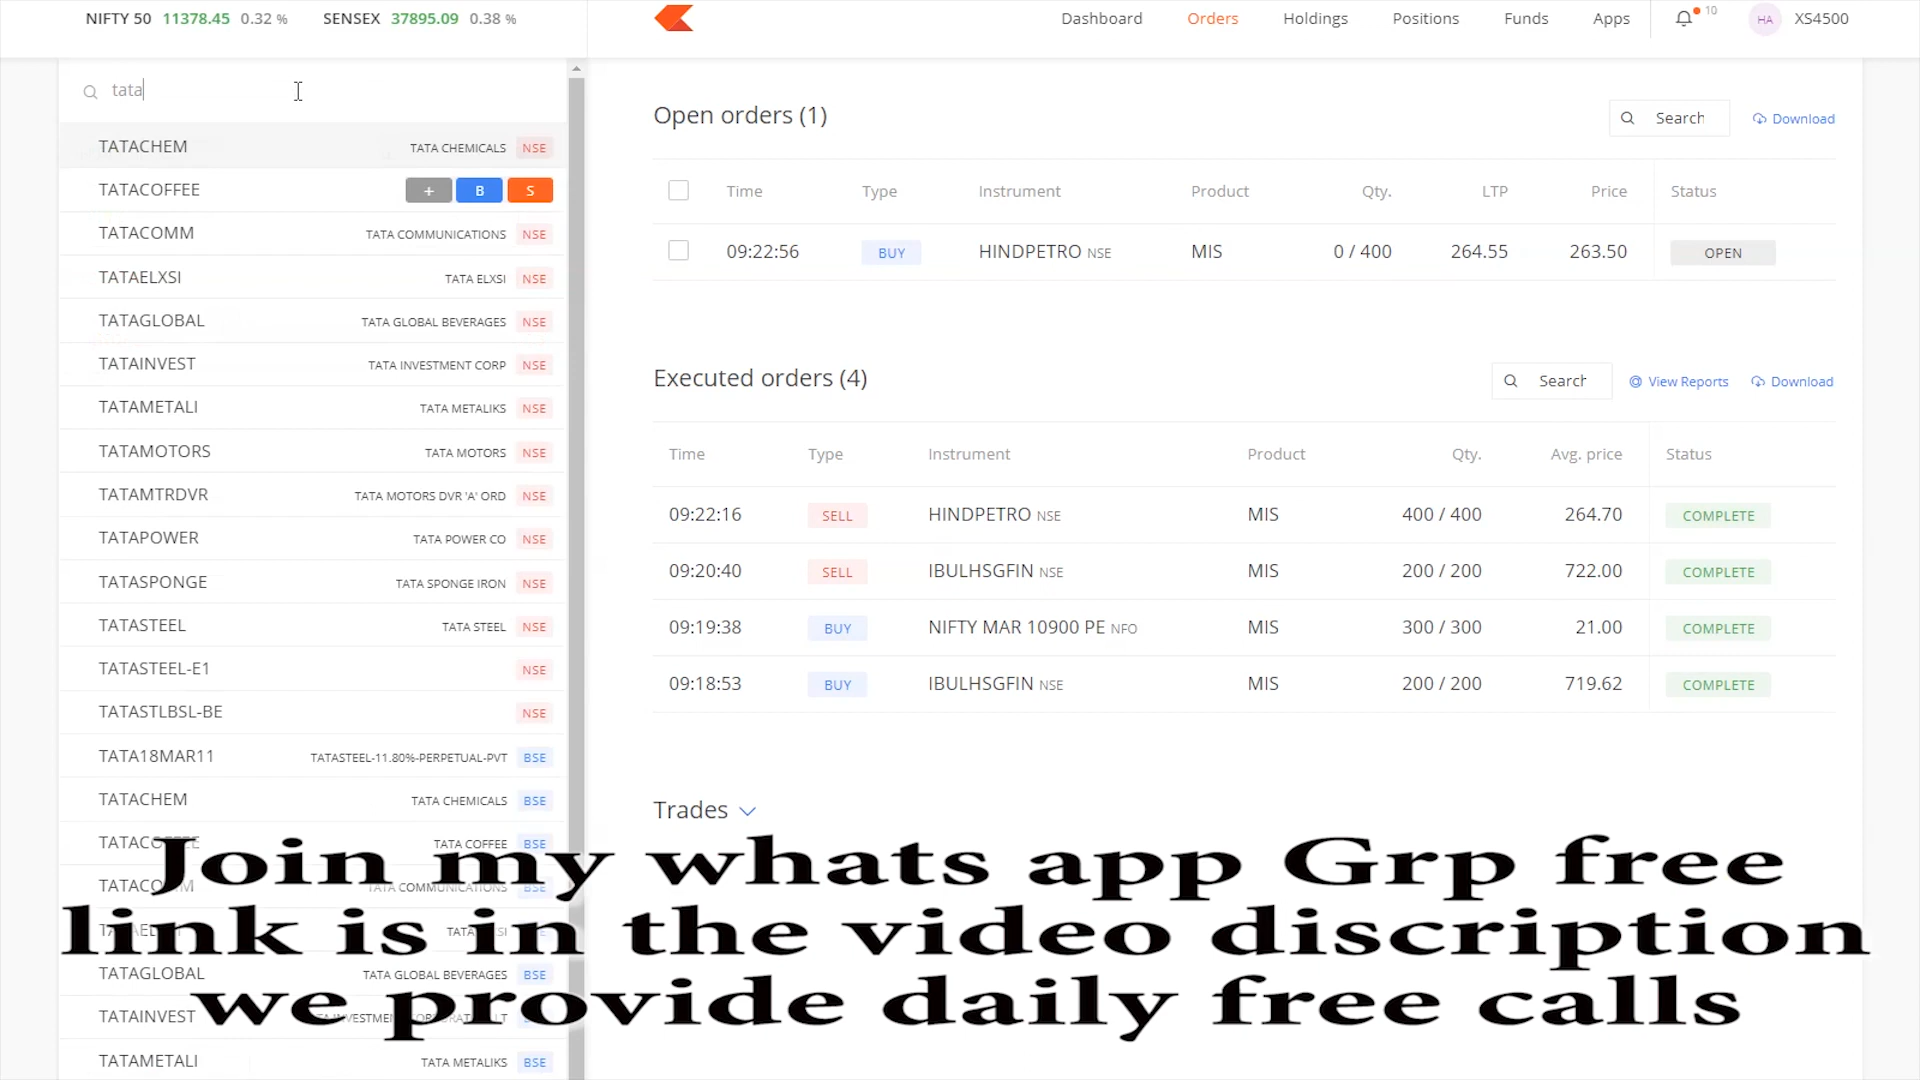 NIFTY 50 11378.45 0.32 % SENSEX 37895.09 0.38 %
Dashboard Orders Holdings Positions Funds Apps 10 HA XS4500
tata
TATACHEM TATA CHEMICALS NSE
TATACOFFEE + B S
TATACOMM TATA COMMUNICATIONS NSE
TATAELXSI TATA ELXSI NSE
TATAGLOBAL TATA GLOBAL BEVERAGES NSE
TATAINVEST TATA INVESTMENT CORP NSE
TATAMETALI TATA METALIKS NSE
TATAMOTORS TATA MOTORS NSE
TATAMTRDVR TATA MOTORS DVR 'A' ORD NSE
TATAPOWER TATA POWER CO NSE
TATASPONGE TATA SPONGE IRON NSE
TATASTEEL TATA STEEL NSE
TATASTEEL-E1 NSE
TATASTLBSL-BE NSE
TATA18MAR11 TATASTEEL-11.80%-PERPETUAL-PVT BSE
TATACHEM TATA CHEMICALS BSE
TATA COFFEE BSE
TATA COMMUNICATIONS BSE
TATAGLOBAL TATA GLOBAL BEVERAGES BSE
TATAINVEST
TATAMETALI TATA METALIKS BSE
Open orders (1) Search Download
Time Type Instrument Product Qty. LTP Price Status
09:22:56 BUY HINDPETRO NSE MIS 0 / 400 264.55 263.50 OPEN
Executed orders (4) Search View Reports Download
Time Type Instrument Product Qty. Avg. price Status
09:22:16 SELL HINDPETRO NSE MIS 400 / 400 264.70 COMPLETE
09:20:40 SELL IBULHSGFIN NSE MIS 200 / 200 722.00 COMPLETE
09:19:38 BUY NIFTY MAR 10900 PE NFO MIS 300 / 300 21.00 COMPLETE
09:18:53 BUY IBULHSGFIN NSE MIS 200 / 200 719.62 COMPLETE
Trades
Join my whats app Grp free
link is in the video discription
we provide daily free calls